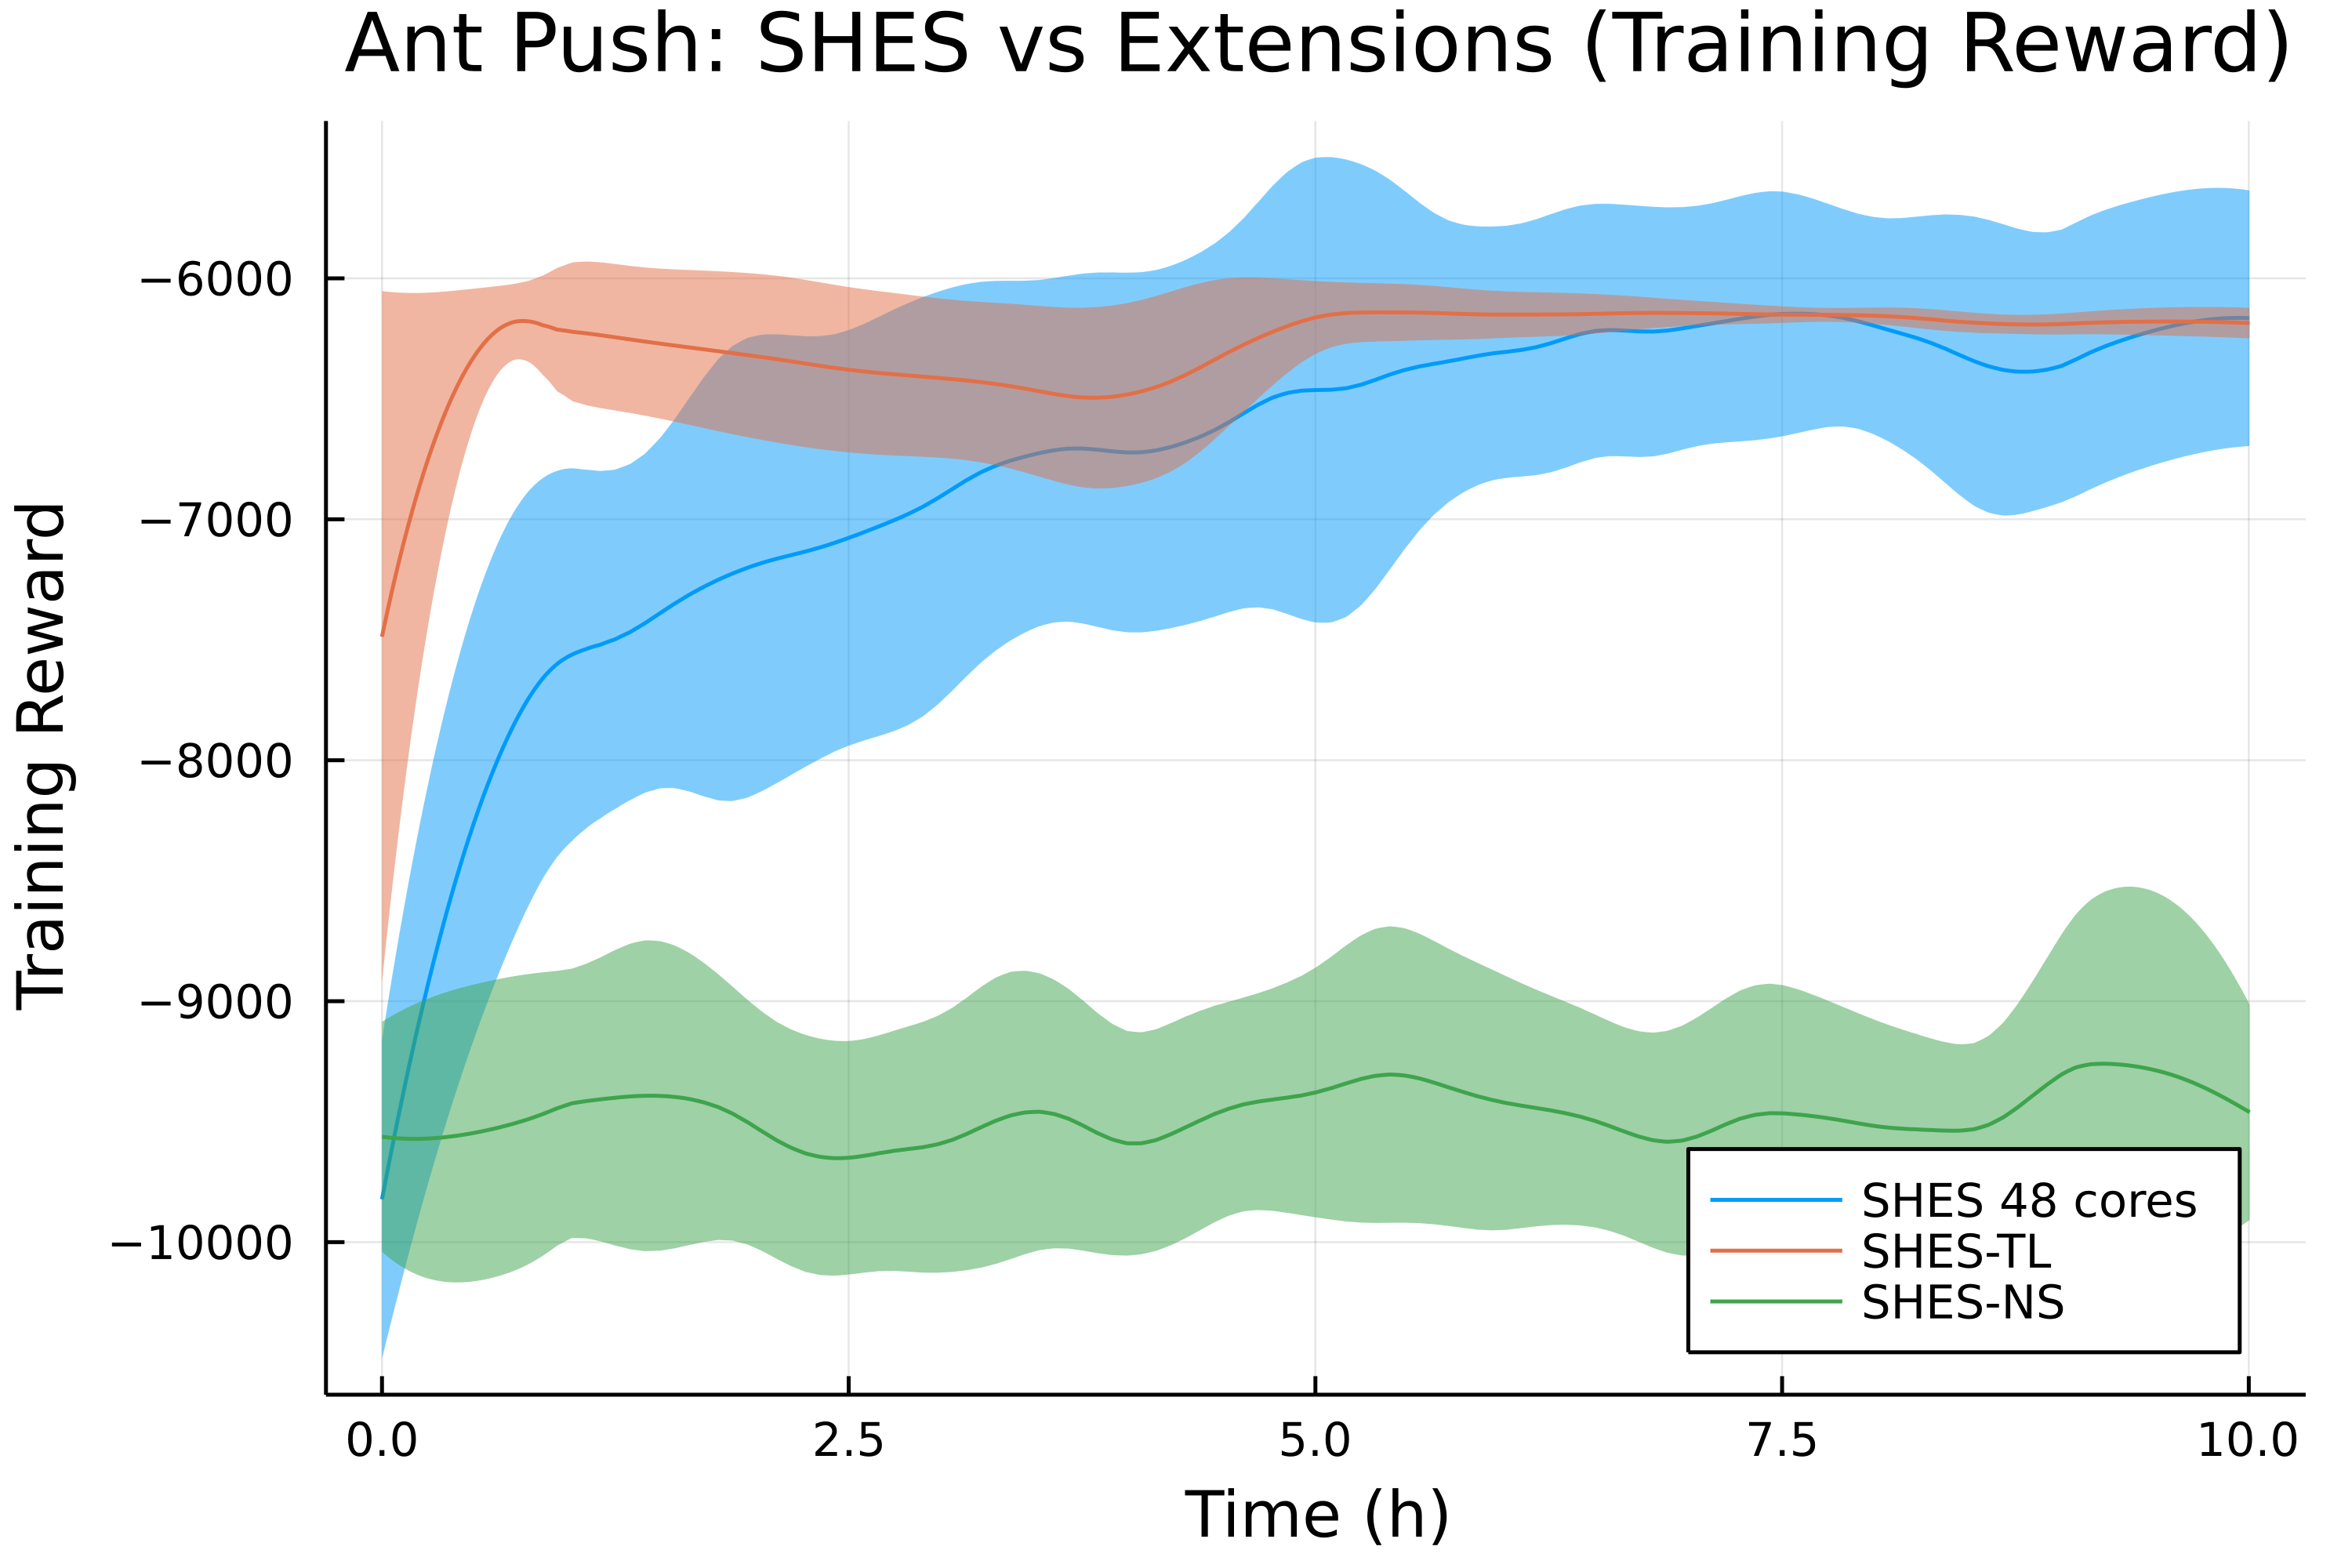 Ant Push: SHES vs Extensions (Training Reward)
Training Reward
−6000
−7000
−8000
−9000
−10000
SHES 48 cores
SHES-TL
SHES-NS
0.0 2.5 5.0 7.5 10.0
Time (h)